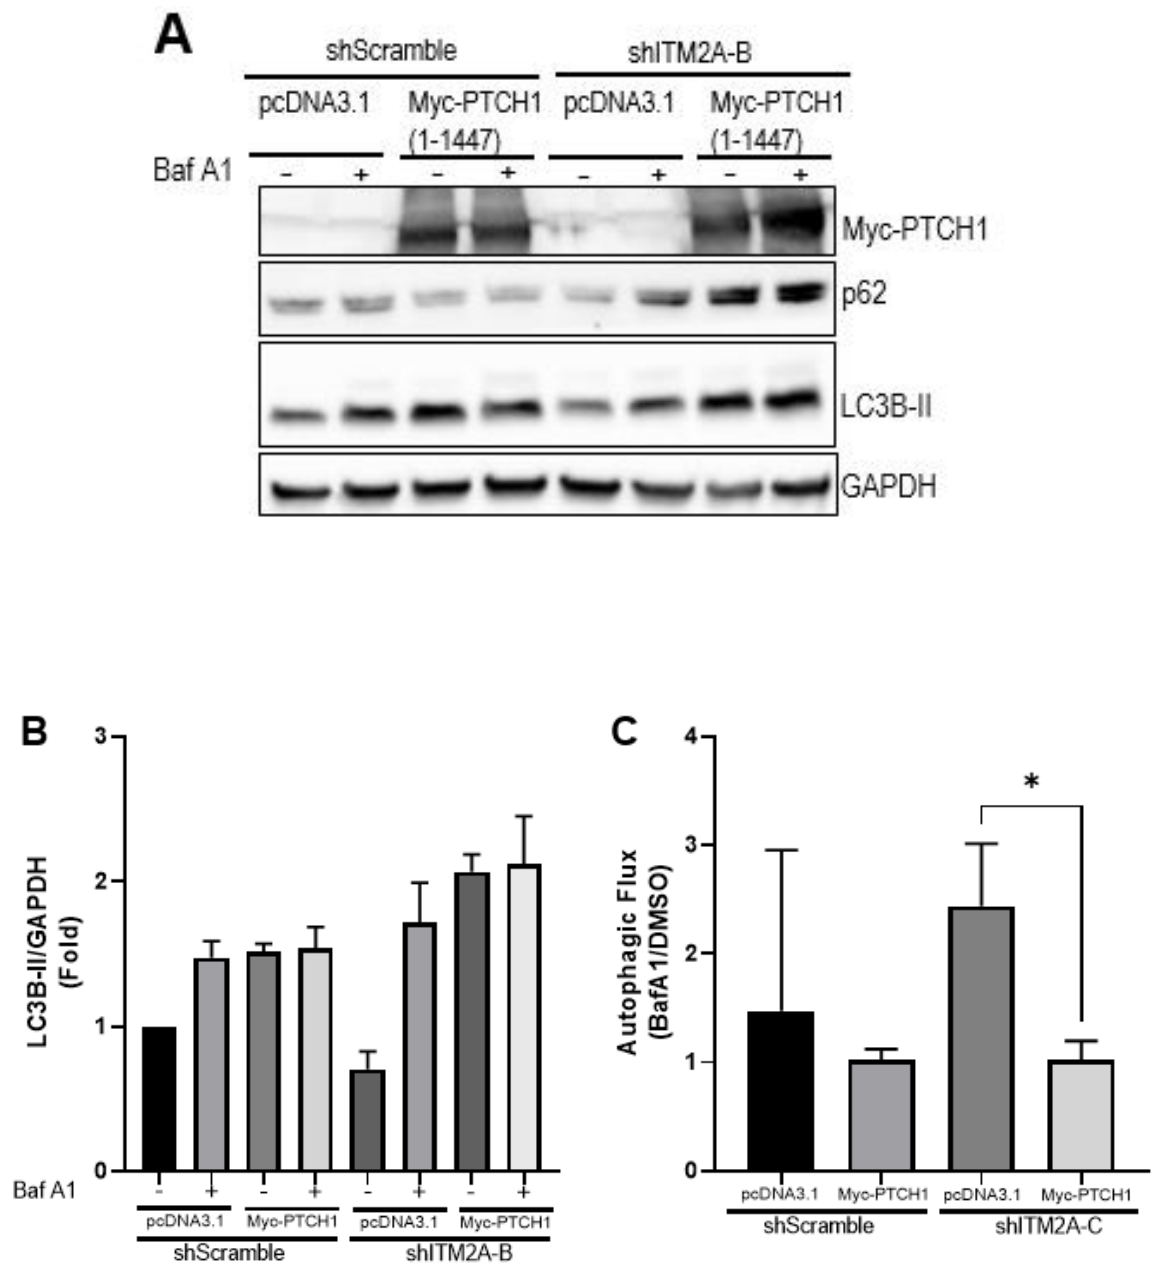 A
shScramble shITM2A-B
pcDNA3.1 Myc-PTCH1 pcDNA3.1 Myc-PTCH1
(1-1447) (1-1447)
Baf A1 - + - + - + - +
Myc-PTCH1
p62
LC3B-II
GAPDH
B
LC3B-II/GAPDH
(Fold)
3
2
1
0
Baf A1 - + - + - + - +
pcDNA3.1 Myc-PTCH1 pcDNA3.1 Myc-PTCH1
shScramble shITM2A-B
C
Autophagic Flux
(BafA1/DMSO)
4
3
2
1
0
*
pcDNA3.1 Myc-PTCH1 pcDNA3.1 Myc-PTCH1
shScramble shITM2A-C